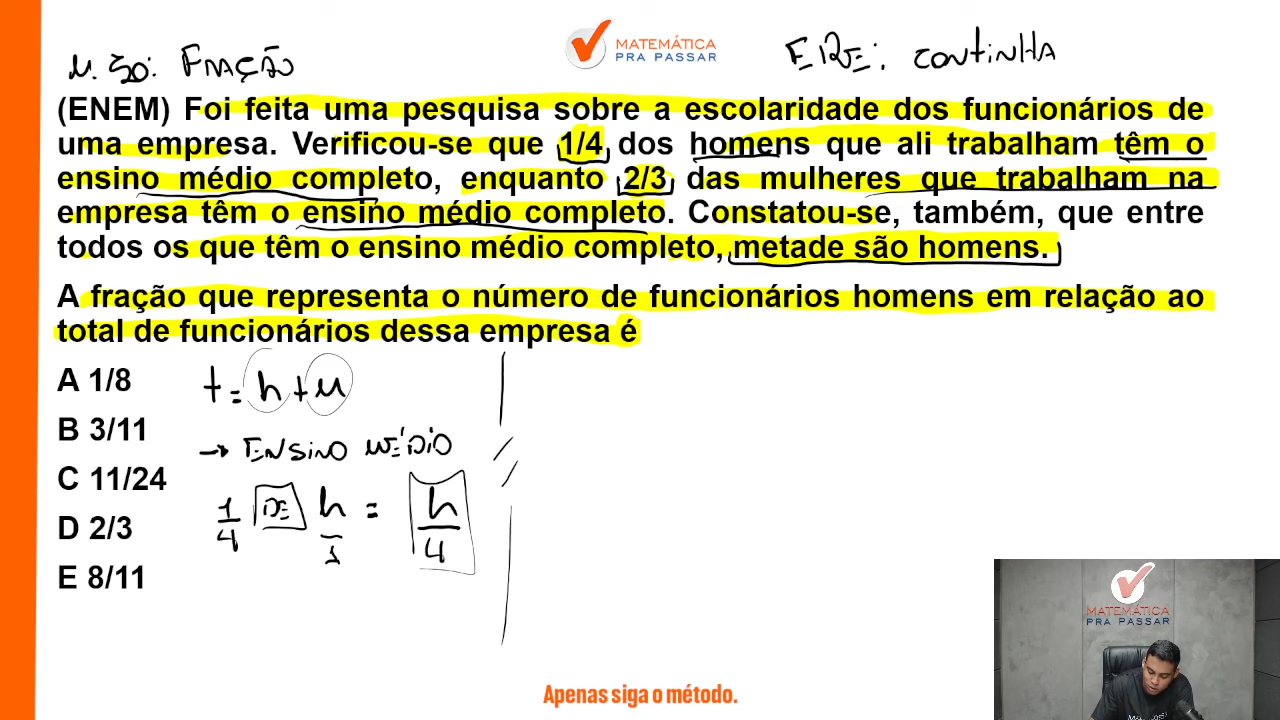 M. 50: FRAÇÃO
MATEMÁTICA
PRA PASSAR
ERE: CONTINHA
(ENEM) Foi feita uma pesquisa sobre a escolaridade dos funcionários de
uma empresa. Verificou-se que 1/4 dos homens que ali trabalham têm o
ensino médio completo, enquanto 2/3 das mulheres que trabalham na
empresa têm o ensino médio completo. Constatou-se, também, que entre
todos os que têm o ensino médio completo, metade são homens.
A fração que representa o número de funcionários homens em relação ao
total de funcionários dessa empresa é
A 1/8
B 3/11
C 11/24
D 2/3
E 8/11
t = h + M
→ ENSINO MÉDIO
1/4 DE h/1 = h/4
MATEMÁTICA
PRA PASSAR
Apenas siga o método.